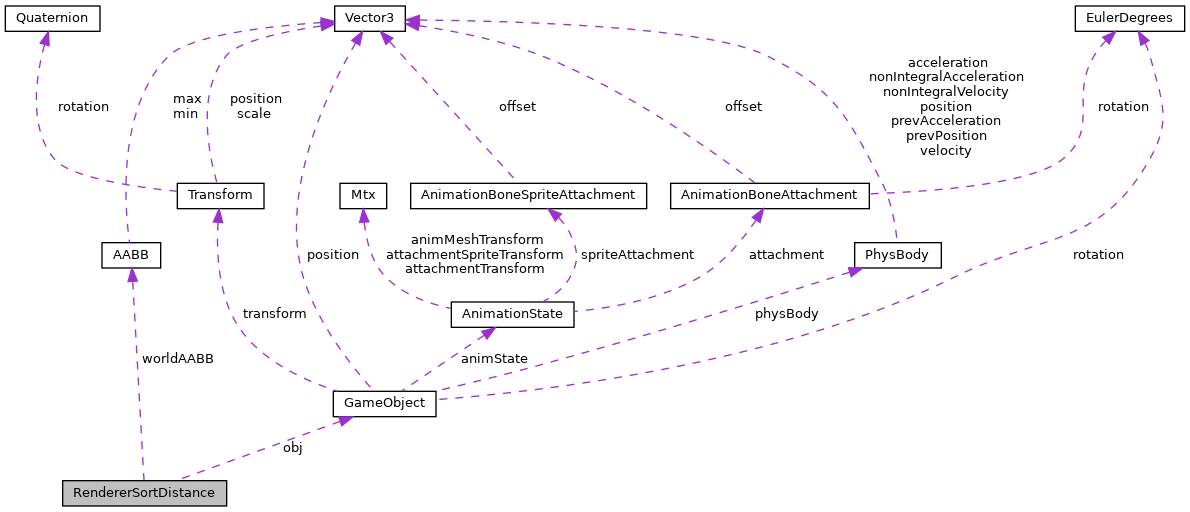 Quaternion
Vector3
EulerDegrees
acceleration
nonIntegralAcceleration
nonIntegralVelocity
position
prevAcceleration
prevPosition
velocity
rotation
max
min
position
scale
offset
offset
rotation
Transform
Mtx
AnimationBoneSpriteAttachment
AnimationBoneAttachment
AABB
position
animMeshTransform
attachmentSpriteTransform
attachmentTransform
spriteAttachment
attachment
PhysBody
rotation
transform
AnimationState
physBody
worldAABB
animState
GameObject
obj
RendererSortDistance